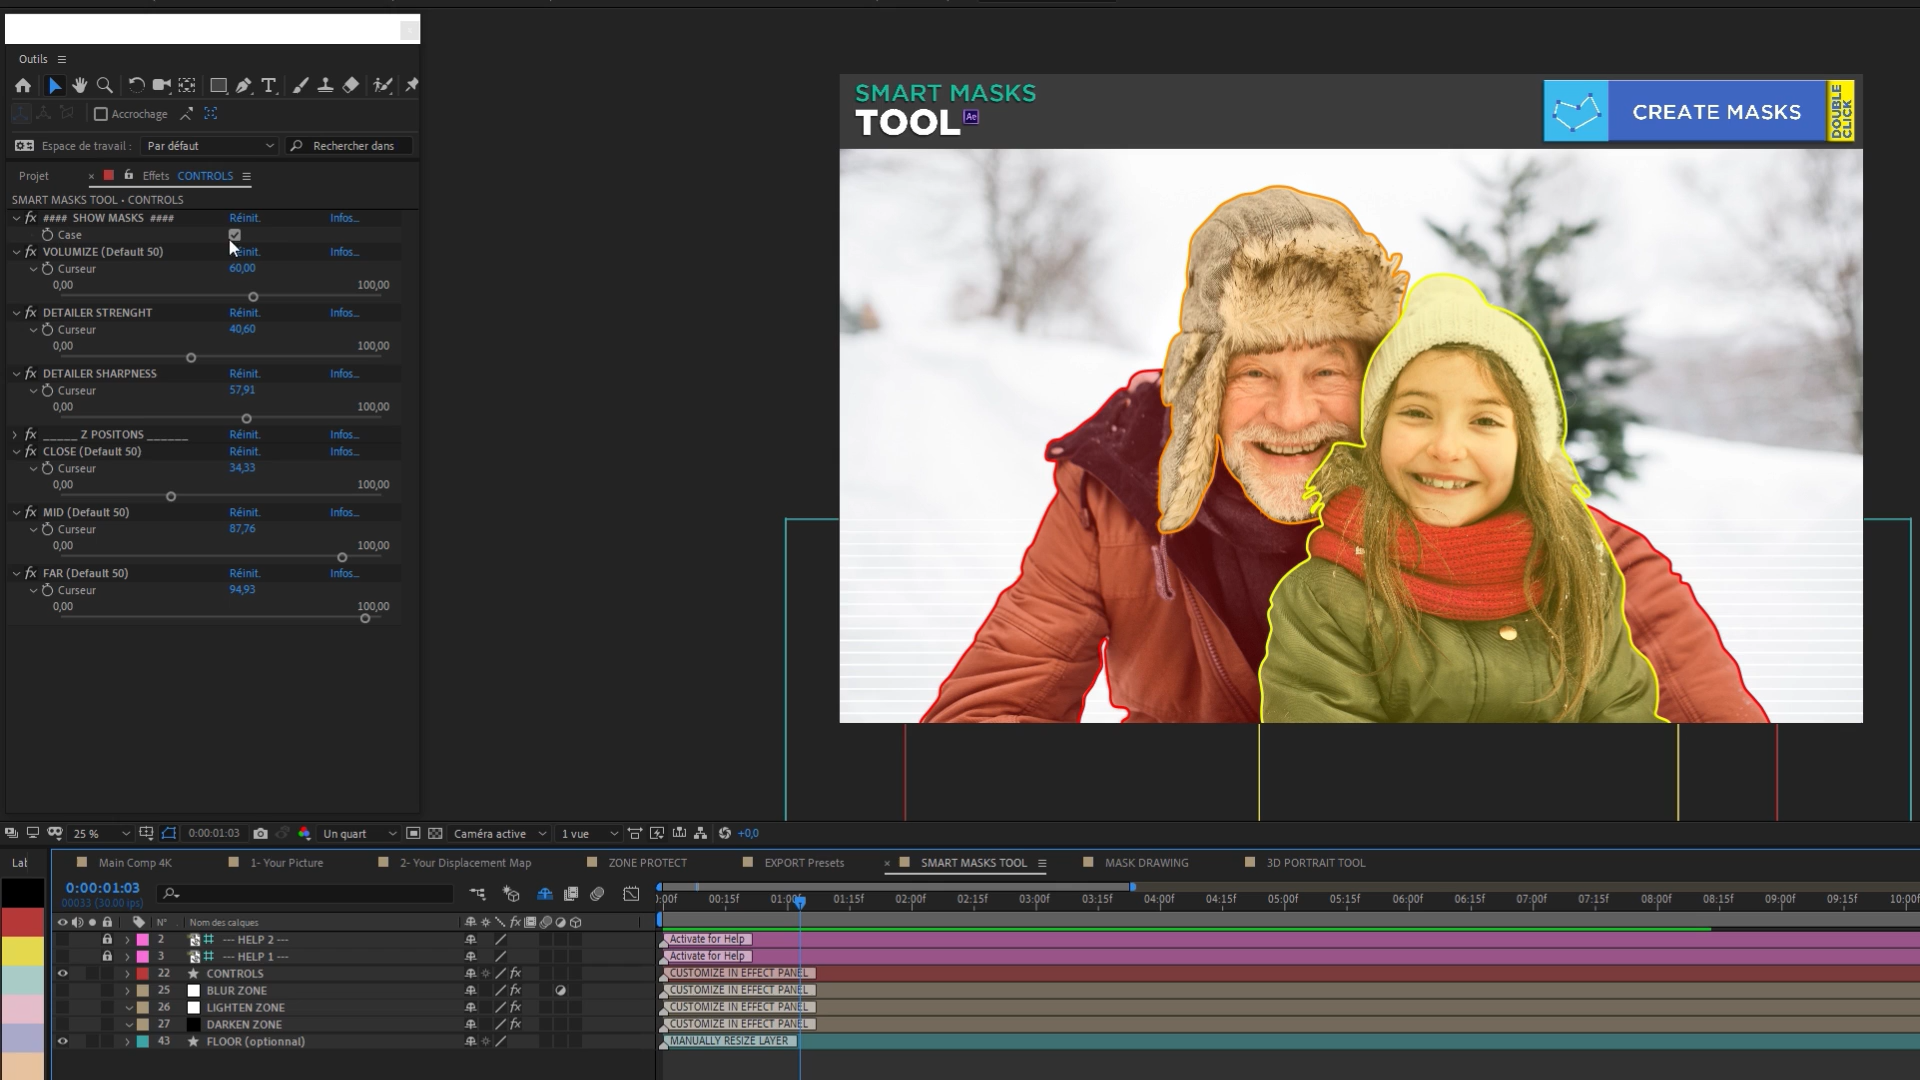 Outils
Accrochage
Espace de travail :
Par défaut
Rechercher dans
Projet
Effets CONTROLS
SMART MASKS TOOL • CONTROLS
#### SHOW MASKS ####
Réinit.
Infos...
Case
VOLUMIZE (Default 50)
Réinit.
Infos...
Curseur
60,00
0,00
100,00
DETAILER STRENGHT
Réinit.
Infos...
Curseur
40,60
0,00
100,00
DETAILER SHARPNESS
Réinit.
Infos...
Curseur
57,91
0,00
100,00
_____ Z POSITONS ______
Réinit.
Infos...
CLOSE (Default 50)
Réinit.
Infos...
Curseur
34,33
0,00
100,00
MID (Default 50)
Réinit.
Infos...
Curseur
87,76
0,00
100,00
FAR (Default 50)
Réinit.
Infos...
Curseur
94,93
0,00
100,00
SMART MASKS
TOOL
Ae
CREATE MASKS
DOUBLE
CLICK
25 %
0:00:01:03
Un quart
Caméra active
1 vue
+0,0
Main Comp 4K
1- Your Picture
2- Your Displacement Map
ZONE PROTECT
EXPORT Presets
SMART MASKS TOOL
MASK DRAWING
3D PORTRAIT TOOL
0:00:01:03
00033 (30.00 ips)
:00f
00:15f
01:00f
01:15f
02:00f
02:15f
03:00f
03:15f
04:00f
04:15f
05:00f
05:15f
06:00f
06:15f
07:00f
07:15f
08:00f
08:15f
09:00f
09:15f
10:00f
N°
Nom des calques
2
--- HELP 2 ---
Activate for Help
3
--- HELP 1 ---
Activate for Help
22
CONTROLS
CUSTOMIZE IN EFFECT PANEL
25
BLUR ZONE
CUSTOMIZE IN EFFECT PANEL
26
LIGHTEN ZONE
CUSTOMIZE IN EFFECT PANEL
27
DARKEN ZONE
CUSTOMIZE IN EFFECT PANEL
43
FLOOR (optionnal)
MANUALLY RESIZE LAYER